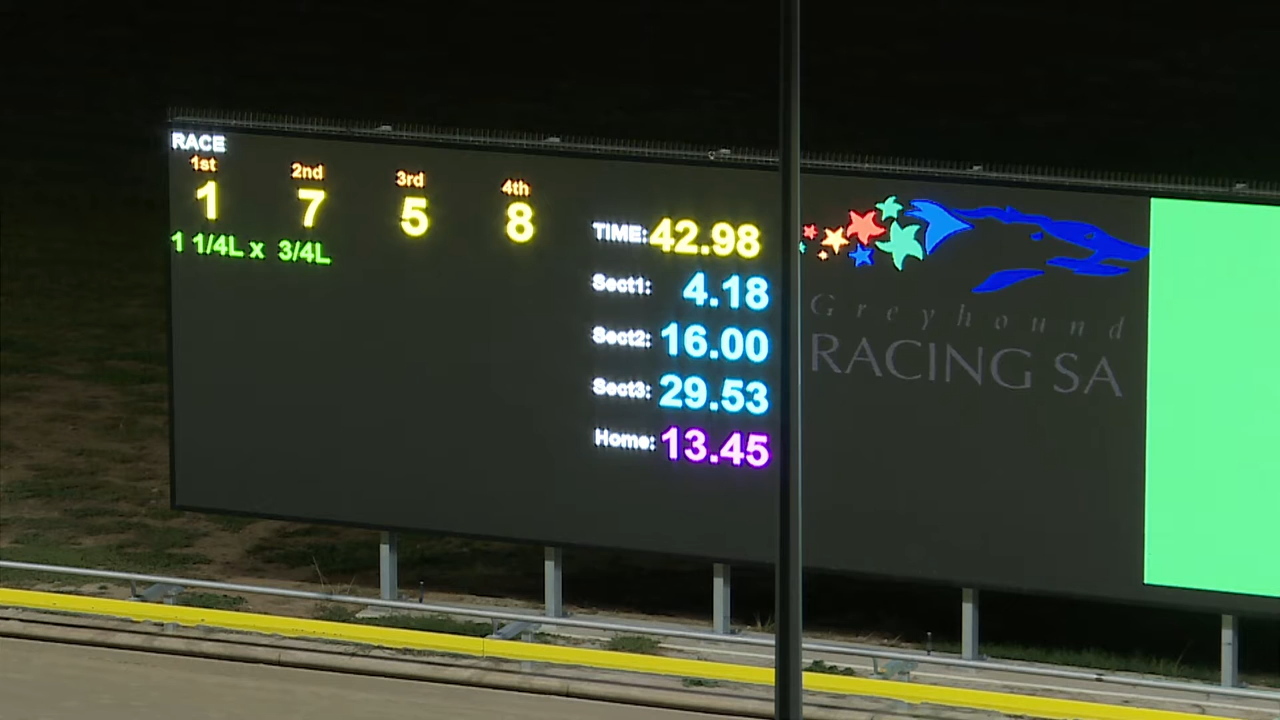 RACE
1st 2nd 3rd 4th
1 7 5 8
1 1/4L x 3/4L
TIME: 42.98
Sect1: 4.18
Sect2: 16.00
Sect3: 29.53
Home: 13.45
Greyhound
RACING SA